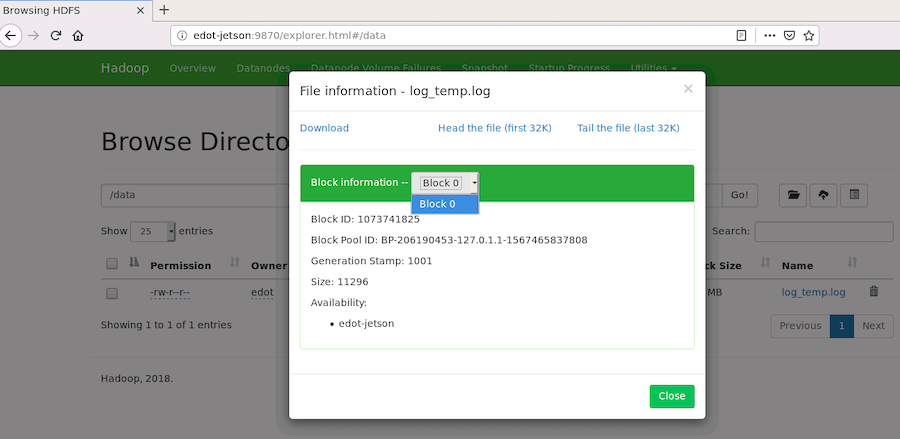 Browsing HDFS
edot-jetson:9870/explorer.html#/data
Hadoop Overview Datanodes Datanode Volume Failures Snapshot Startup Progress Utilities
File information - log_temp.log
Download Head the file (first 32K) Tail the file (last 32K)
Browse Directo
Block information -- Block 0
Block 0
/data
Go!
Block ID: 1073741825
Show 25 entries
Search:
Block Pool ID: BP-206190453-127.0.1.1-1567465837808
Generation Stamp: 1001
Permission Owner
ck Size Name
Size: 11296
-rw-r--r-- edot
MB log_temp.log
Availability:
edot-jetson
Showing 1 to 1 of 1 entries
Previous 1 Next
Hadoop, 2018.
Close